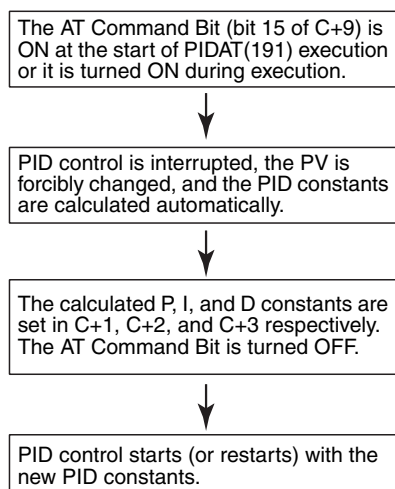 The AT Command Bit (bit 15 of C+9) is
ON at the start of PIDAT(191) execution
or it is turned ON during execution.
PID control is interrupted, the PV is
forcibly changed, and the PID constants
are calculated automatically.
The calculated P, I, and D constants are
set in C+1, C+2, and C+3 respectively.
The AT Command Bit is turned OFF.
PID control starts (or restarts) with the
new PID constants.